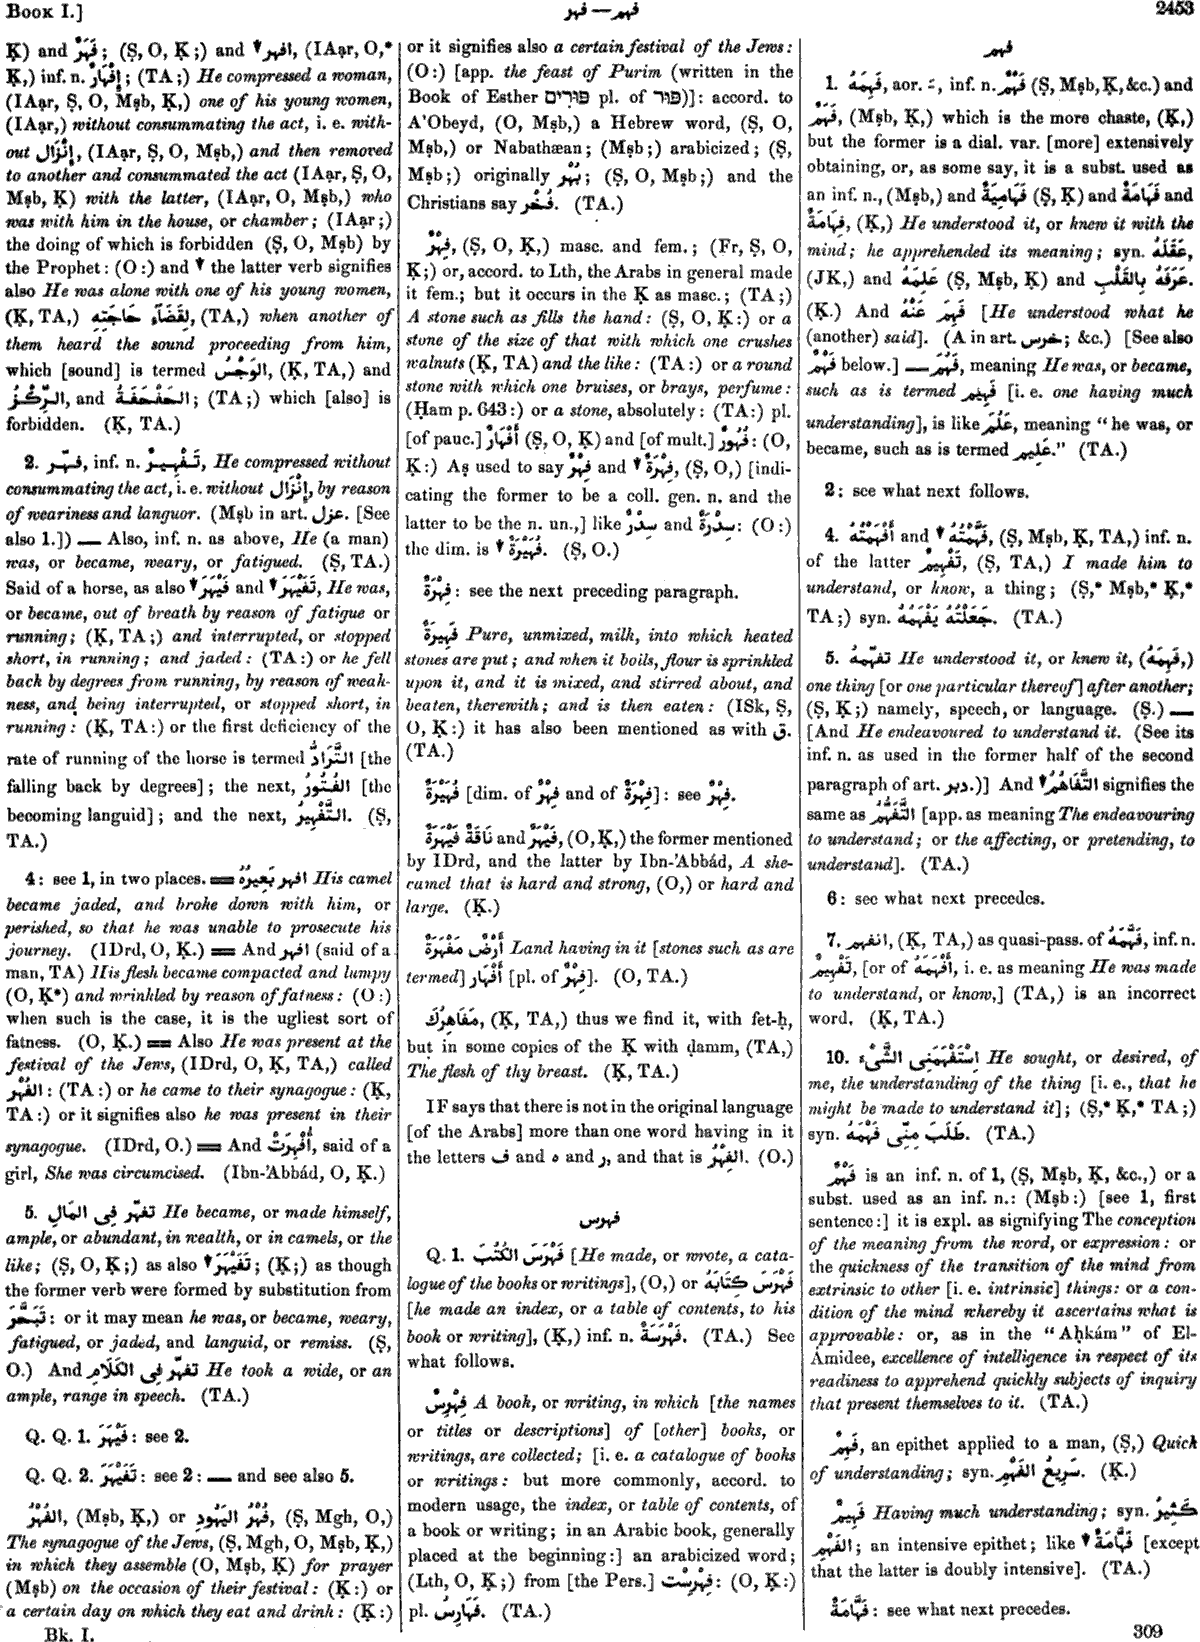 Book I.]
فهم — فهر
2453
Ḳ) and فَهَرَ; (Ṣ, O, Ḳ;) and ▼ افهر, (IAạr, O,*
Ḳ,) inf. n. إِفْهَارٌ; (TA;) He compressed a woman,
(IAạr, Ṣ, O, Mṣb, Ḳ,) one of his young women,
(IAạr,) without consummating the act, i. e. with-
out إِنْزَال, (IAạr, Ṣ, O, Mṣb,) and then removed
to another and consummated the act (IAạr, Ṣ, O,
Mṣb, Ḳ) with the latter, (IAạr, O, Mṣb,) who
was with him in the house, or chamber; (IAạr;)
the doing of which is forbidden (Ṣ, O, Mṣb) by
the Prophet: (O:) and ▼ the latter verb signifies
also He was alone with one of his young women,
(Ḳ, TA,) لِقَضَآءِ حَاجَتِهِ, (TA,) when another of
them heard the sound proceeding from him,
which [sound] is termed الوَجْسُ, (Ḳ, TA,) and
الرِّكْزُ, and الخَفْخَفَةُ; (TA;) which [also] is
forbidden. (Ḳ, TA.)
2. فهّر, inf. n. تَفْهِيرٌ, He compressed without
consummating the act, i. e. without إِنْزَال, by reason
of weariness and languor. (Mṣb in art. عزل. [See
also 1.]) — Also, inf. n. as above, He (a man)
was, or became, weary, or fatigued. (Ṣ, TA.)
Said of a horse, as also ▼ فَيْهَرَ and ▼ تَفَيْهَرَ, He was,
or became, out of breath by reason of fatigue or
running; (Ḳ, TA;) and interrupted, or stopped
short, in running; and jaded: (TA:) or he fell
back by degrees from running, by reason of weak-
ness, and being interrupted, or stopped short, in
running: (Ḳ, TA:) or the first deficiency of the
rate of running of the horse is termed التَّرَادُّ [the
falling back by degrees]; the next, الفُتُورُ [the
becoming languid]; and the next, التَّفْهِيرُ. (Ṣ,
TA.)
4: see 1, in two places. == افهر بَعِيرُهُ His camel
became jaded, and broke down with him, or
perished, so that he was unable to prosecute his
journey. (IDrd, O, Ḳ.) == And افهر (said of a
man, TA) His flesh became compacted and lumpy
(O, Ḳ*) and wrinkled by reason of fatness: (O:)
when such is the case, it is the ugliest sort of
fatness. (O, Ḳ.) == Also He was present at the
festival of the Jews, (IDrd, O, Ḳ, TA,) called
الفُهْرُ: (TA:) or he came to their synagogue: (Ḳ,
TA:) or it signifies also he was present in their
synagogue. (IDrd, O.) == And أُفْهِرَتْ, said of a
girl, She was circumcised. (Ibn-'Abbád, O, Ḳ.)
5. تفهّر فِى المَالِ He became, or made himself,
ample, or abundant, in wealth, or in camels, or the
like; (Ṣ, O, Ḳ;) as also ▼ تَفَيْهَرَ; (Ḳ;) as though
the former verb were formed by substitution from
تَبَحَّرَ: or it may mean he was, or became, weary,
fatigued, or jaded, and languid, or remiss. (Ṣ,
O.) And تفهّر فِى الكَلَامِ He took a wide, or an
ample, range in speech. (TA.)
Q. Q. 1. فَيْهَرَ: see 2.
Q. Q. 2. تَفَيْهَرَ: see 2: — and see also 5.
الفُهْرُ, (Mṣb, Ḳ,) or فُهْرُ اليَهُودِ, (Ṣ, Mgh, O,)
The synagogue of the Jews, (Ṣ, Mgh, O, Mṣb, Ḳ,)
in which they assemble (O, Mṣb, Ḳ) for prayer
(Mṣb) on the occasion of their festival: (Ḳ:) or
a certain day on which they eat and drink: (Ḳ:)
Bk. I.
or it signifies also a certain festival of the Jews:
(O:) [app. the feast of Purim (written in the
Book of Esther פּוּרִים pl. of פּוּר)]: accord. to
A'Obeyd, (O, Mṣb,) a Hebrew word, (Ṣ, O,
Mṣb,) or Nabathæan; (Mṣb;) arabicized; (Ṣ,
Mṣb;) originally بُهْر; (Ṣ, O, Mṣb;) and the
Christians say فُخْر. (TA.)
فِهْرٌ, (Ṣ, O, Ḳ,) masc. and fem.; (Fr, Ṣ, O,
Ḳ;) or, accord. to Lth, the Arabs in general made
it fem.; but it occurs in the Ḳ as masc.; (TA;)
A stone such as fills the hand: (Ṣ, O, Ḳ:) or a
stone of the size of that with which one crushes
walnuts (Ḳ, TA) and the like: (TA:) or a round
stone with which one bruises, or brays, perfume:
(Ḥam p. 643:) or a stone, absolutely: (TA:) pl.
[of pauc.] أَفْهَارٌ (Ṣ, O, Ḳ) and [of mult.] فُهُورٌ: (O,
Ḳ:) Aṣ used to say فِهْرٌ and ▼ فِهْرَةٌ, (Ṣ, O,) [indi-
cating the former to be a coll. gen. n. and the
latter to be the n. un.,] like سِدْرٌ and سِدْرَةٌ: (O:)
the dim. is ▼ فُهَيْرَةٌ. (Ṣ, O.)
فِهْرَةٌ: see the next preceding paragraph.
فَهِيرَةٌ Pure, unmixed, milk, into which heated
stones are put; and when it boils, flour is sprinkled
upon it, and it is mixed, and stirred about, and
beaten, therewith; and is then eaten: (ISk, Ṣ,
O, Ḳ:) it has also been mentioned as with ق.
(TA.)
فُهَيْرَةٌ [dim. of فِهْرٌ and of فِهْرَةٌ]: see فِهْرٌ.
نَاقَةٌ فَيْهَرَةٌ and فَيْهَرٌ, (O, Ḳ,) the former mentioned
by IDrd, and the latter by Ibn-'Abbád, A she-
camel that is hard and strong, (O,) or hard and
large. (Ḳ.)
أَرْضٌ مَفْهَرَةٌ Land having in it [stones such as are
termed] أَفْهَار [pl. of فِهْرٌ]. (O, TA.)
مَفَاهِرُكَ, (Ḳ, TA,) thus we find it, with fet-ḥ,
but in some copies of the Ḳ with ḍamm, (TA,)
The flesh of thy breast. (Ḳ, TA.)
IF says that there is not in the original language
[of the Arabs] more than one word having in it
the letters ف and ه and ر, and that is الفِهْرُ. (O.)
فهرس
Q. 1. فَهْرَسَ الكُتُبَ [He made, or wrote, a cata-
logue of the books or writings], (O,) or فَهْرَسَ كِتَابَهُ
[he made an index, or a table of contents, to his
book or writing], (Ḳ,) inf. n. فَهْرَسَةٌ. (TA.) See
what follows.
فِهْرِسٌ A book, or writing, in which [the names
or titles or descriptions] of [other] books, or
writings, are collected; [i. e. a catalogue of books
or writings: but more commonly, accord. to
modern usage, the index, or table of contents, of
a book or writing; in an Arabic book, generally
placed at the beginning:] an arabicized word;
(Lth, O, Ḳ;) from [the Pers.] فِهْرِسْت: (O, Ḳ:)
pl. فَهَارِسُ. (TA.)
فهم
1. فَهِمَهُ, aor. ـَ, inf. n. فَهْمٌ (Ṣ, Mṣb, Ḳ, &c.) and
فَهَمٌ, (Mṣb, Ḳ,) which is the more chaste, (Ḳ,)
but the former is a dial. var. [more] extensively
obtaining, or, as some say, it is a subst. used as
an inf. n., (Mṣb,) and فَهَامِيَةٌ (Ṣ, Ḳ) and فَهَامَةٌ and
فِهَامَةٌ, (Ḳ,) He understood it, or knew it with the
mind; he apprehended its meaning; syn. عَقَلَهُ,
(JK,) and عَلِمَهُ (Ṣ, Mṣb, Ḳ) and عَرَفَهُ بِالقَلْبِ.
(Ḳ.) And فَهِمَ عَنْهُ [He understood what he
(another) said]. (A in art. خرس; &c.) [See also
فَهْمٌ below.] — فَهُمَ, meaning He was, or became,
such as is termed فَهِيم [i. e. one having much
understanding], is like عَلُمَ, meaning "he was, or
became, such as is termed عَلِيم." (TA.)
2: see what next follows.
4. أَفْهَمْتُهُ and ▼ فَهَّمْتُهُ, (Ṣ, Mṣb, Ḳ, TA,) inf. n.
of the latter تَفْهِيمٌ, (Ṣ, TA,) I made him to
understand, or know, a thing; (Ṣ,* Mṣb,* Ḳ,*
TA;) syn. جَعَلْتُهُ يَفْهَمُهُ. (TA.)
5. تفهّمهُ He understood it, or knew it, (فَهِمَهُ,)
one thing [or one particular thereof] after another;
(Ṣ, Ḳ;) namely, speech, or language. (Ṣ.) —
[And He endeavoured to understand it. (See its
inf. n. as used in the former half of the second
paragraph of art. دبر.)] And ▼ التَّفَاهُمُ signifies the
same as التَّفَهُّمُ [app. as meaning The endeavouring
to understand; or the affecting, or pretending, to
understand]. (TA.)
6: see what next precedes.
7. انفهم, (Ḳ, TA,) as quasi-pass. of فَهَّمَهُ, inf. n.
تَفْهِيمٌ, [or of أَفْهَمَهُ, i. e. as meaning He was made
to understand, or know,] (TA,) is an incorrect
word. (Ḳ, TA.)
10. اِسْتَفْهَمَنِى الشَّىْءَ He sought, or desired, of
me, the understanding of the thing [i. e., that he
might be made to understand it]; (Ṣ,* Ḳ,* TA;)
syn. طَلَبَ مِنِّى فَهْمَهُ. (TA.)
فَهْمٌ is an inf. n. of 1, (Ṣ, Mṣb, Ḳ, &c.,) or a
subst. used as an inf. n.: (Mṣb:) [see 1, first
sentence:] it is expl. as signifying The conception
of the meaning from the word, or expression: or
the quickness of the transition of the mind from
extrinsic to other [i. e. intrinsic] things: or a con-
dition of the mind whereby it ascertains what is
approvable: or, as in the "Aḥkám" of El-
Ámidee, excellence of intelligence in respect of its
readiness to apprehend quickly subjects of inquiry
that present themselves to it. (TA.)
فَهِمٌ, an epithet applied to a man, (Ṣ,) Quick
of understanding; syn. سَرِيعُ الفَهْمِ. (Ḳ.)
فَهِيمٌ Having much understanding; syn. كَثِيرُ
الفَهْمِ; an intensive epithet; like ▼ فَهَّامَةٌ [except
that the latter is doubly intensive]. (TA.)
فَهَّامَةٌ: see what next precedes.
309